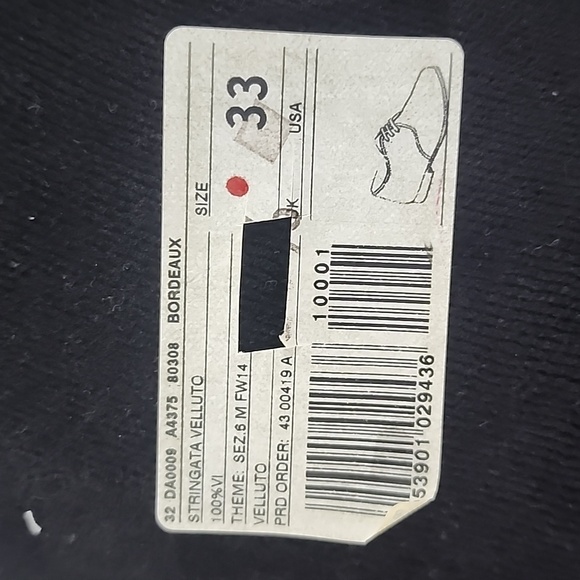 32 DA0009 A4375 80308 BORDEAUX
STRINGATA VELLUTO
100%VI
THEME: SEZ:6 M FW14
VELLUTO
PRD ORDER: 43 00419 A
SIZE
33
USA
UK
10001
53901 029436